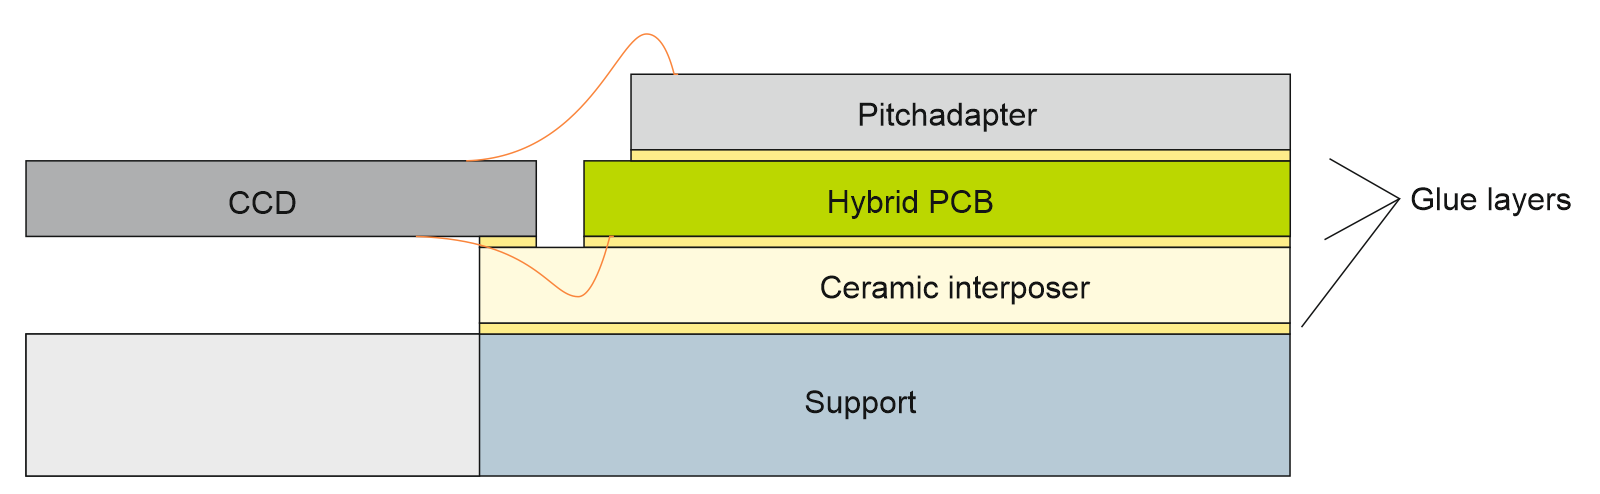 Pitchadapter
CCD
Hybrid PCB
Glue layers
Ceramic interposer
Support